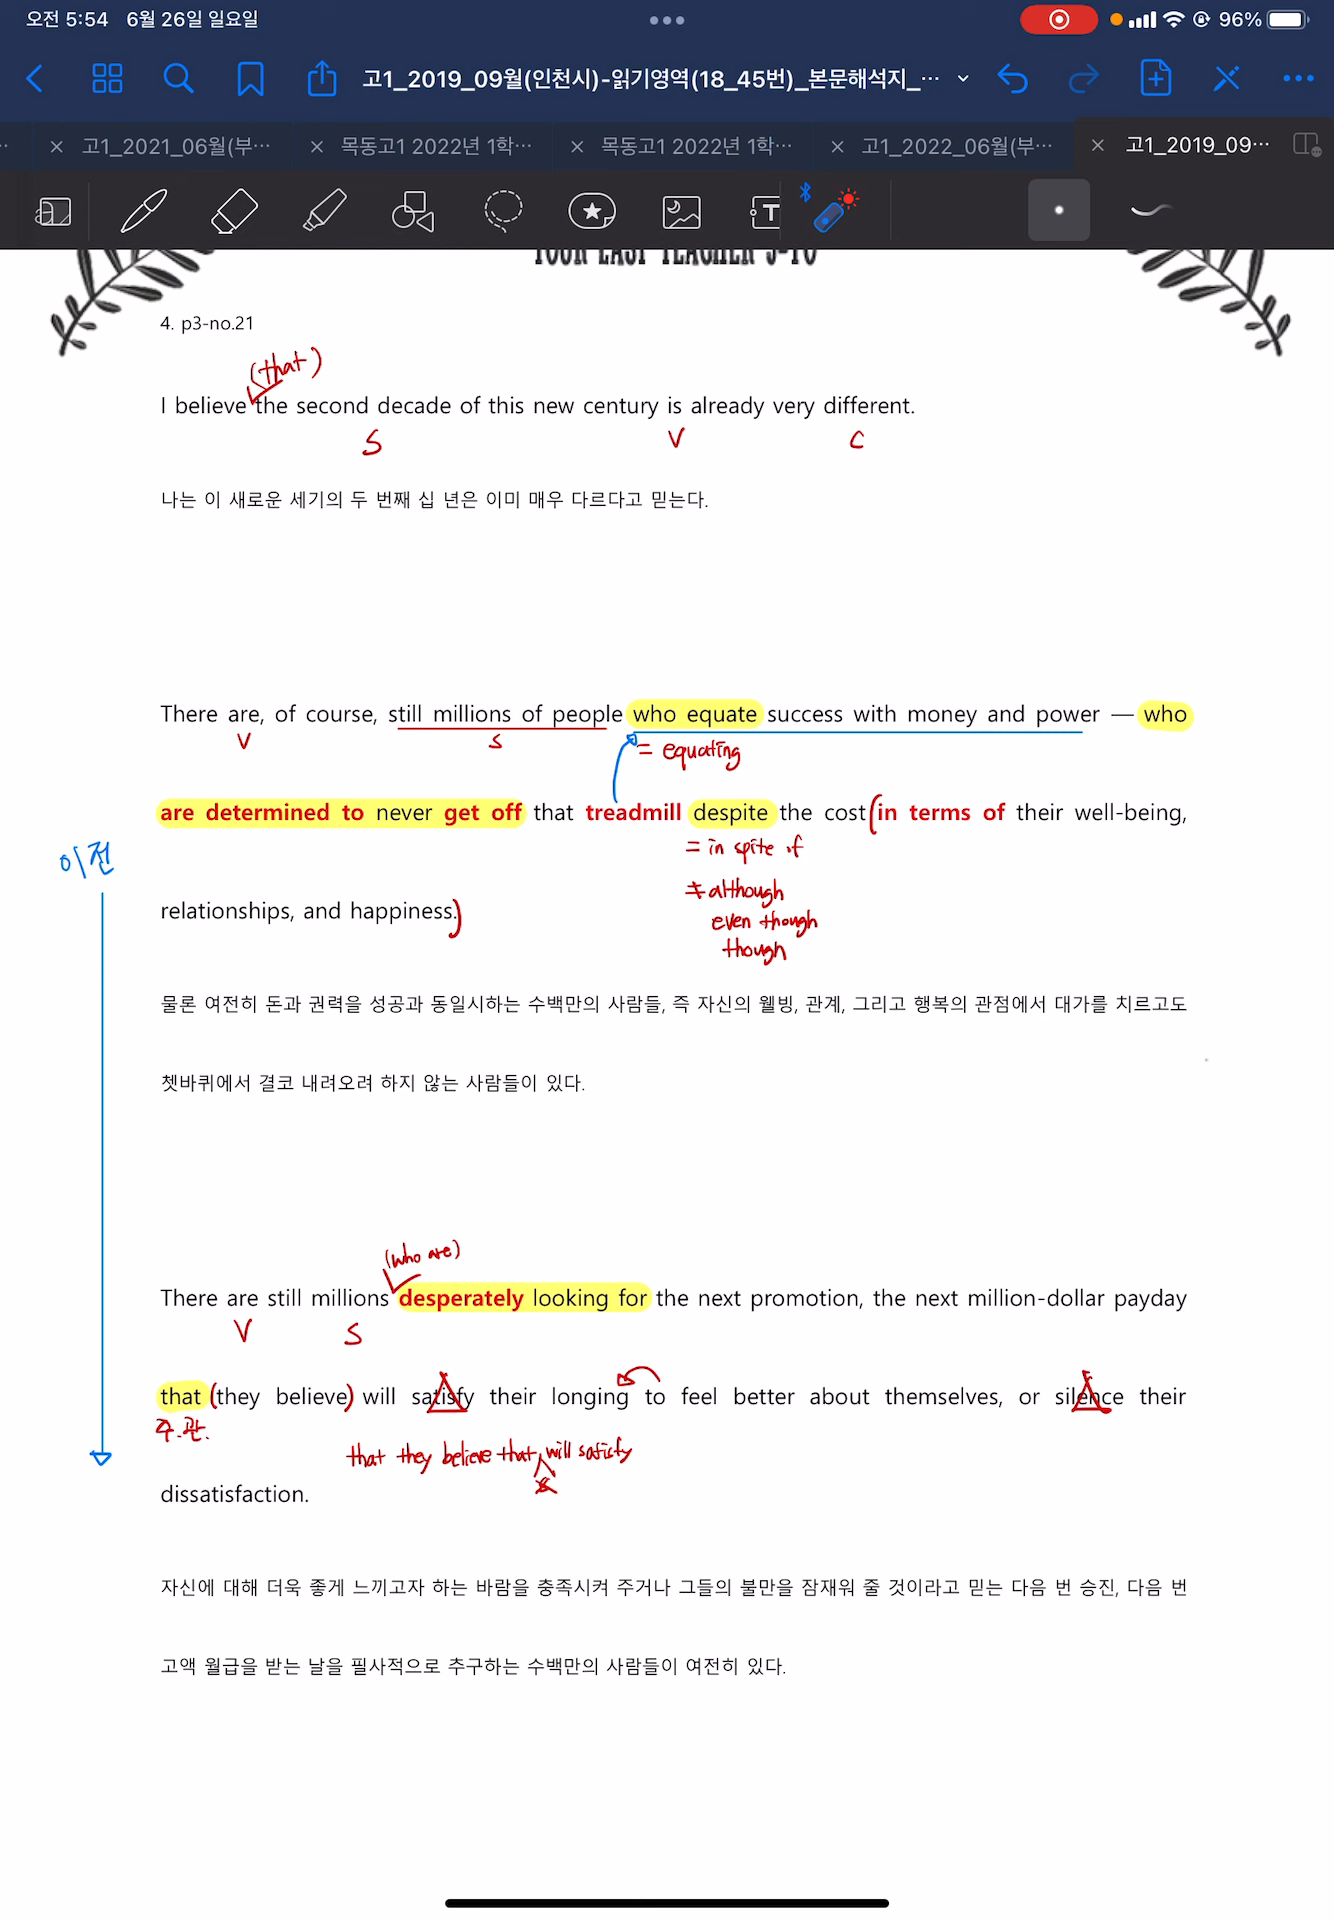 오전 5:54 6월 26일 일요일 96%
고1_2019_09월(인천시)-읽기영역(18_45번)_본문해석지_···
고1_2021_06월(부··· 목동고1 2022년 1학··· 목동고1 2022년 1학··· 고1_2022_06월(부··· 고1_2019_09···
YOUR LAST TEACHER J-YU
4. p3-no.21
(that)
I believe the second decade of this new century is already very different.
S V C
나는 이 새로운 세기의 두 번째 십 년은 이미 매우 다르다고 믿는다.
There are, of course, still millions of people who equate success with money and power — who
V S = equating
are determined to never get off that treadmill despite the cost (in terms of their well-being,
= in spite of
이전
≠ although
even though
relationships, and happiness.)
though
물론 여전히 돈과 권력을 성공과 동일시하는 수백만의 사람들, 즉 자신의 웰빙, 관계, 그리고 행복의 관점에서 대가를 치르고도
쳇바퀴에서 결코 내려오려 하지 않는 사람들이 있다.
(who are)
There are still millions desperately looking for the next promotion, the next million-dollar payday
V S
that (they believe) will satisfy their longing to feel better about themselves, or silence their
주.관.
that they believe that will satisfy
dissatisfaction.
자신에 대해 더욱 좋게 느끼고자 하는 바람을 충족시켜 주거나 그들의 불만을 잠재워 줄 것이라고 믿는 다음 번 승진, 다음 번
고액 월급을 받는 날을 필사적으로 추구하는 수백만의 사람들이 여전히 있다.